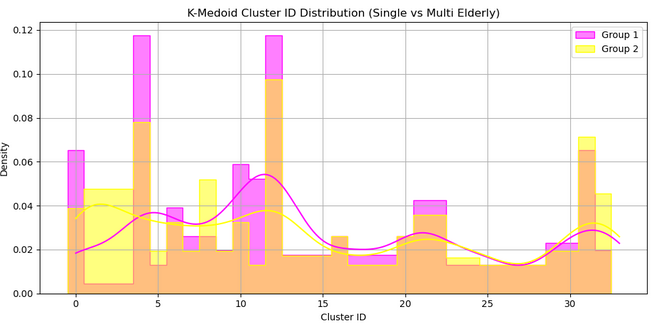 K-Medoid Cluster ID Distribution (Single vs Multi Elderly)
Group 1
Group 2
0.12
0.10
0.08
0.06
0.04
0.02
0.00
Density
0 5 10 15 20 25 30
Cluster ID